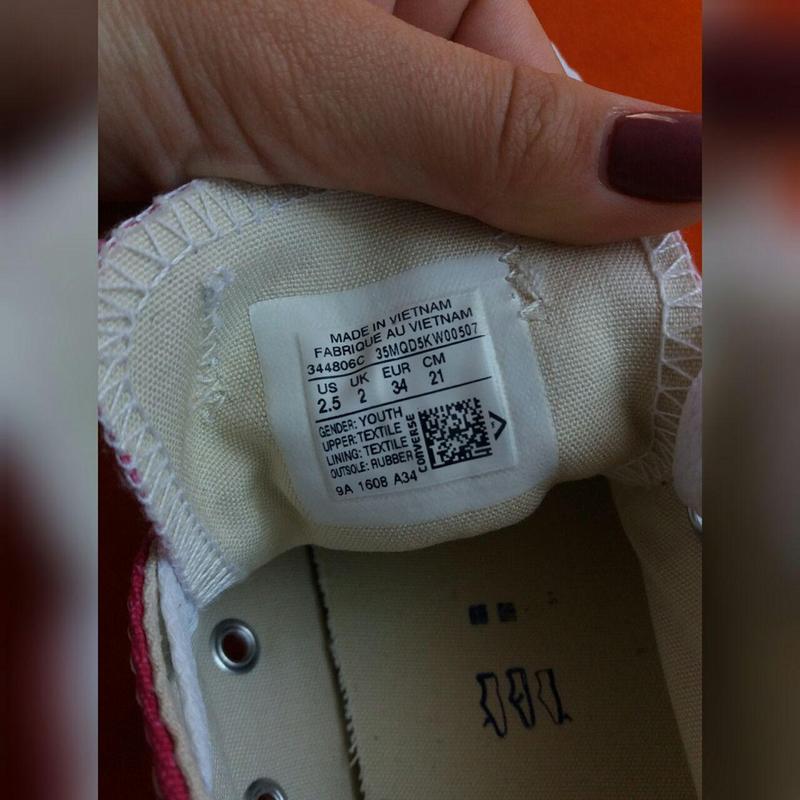 MADE IN VIETNAM
FABRIQUE AU VIETNAM
344806C 35MQD5KW00507
US UK EUR CM
2.5 2 34 21
GENDER: YOUTH
UPPER: TEXTILE
LINING: TEXTILE
OUTSOLE: RUBBER
CONVERSE
9A 1608 A34